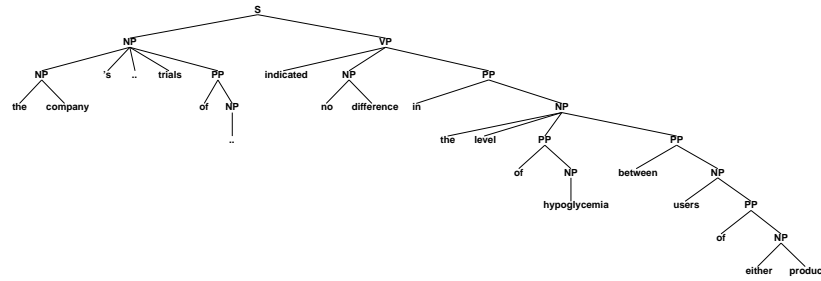 S
NP VP
NP 's .. trials PP indicated NP PP
the company of NP no difference in NP
.. the level PP PP
of NP between NP
hypoglycemia users PP
of NP
either produc